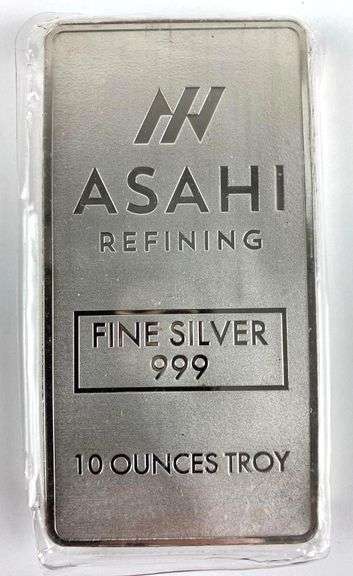 ASAHI
REFINING
FINE SILVER
999
10 OUNCES TROY